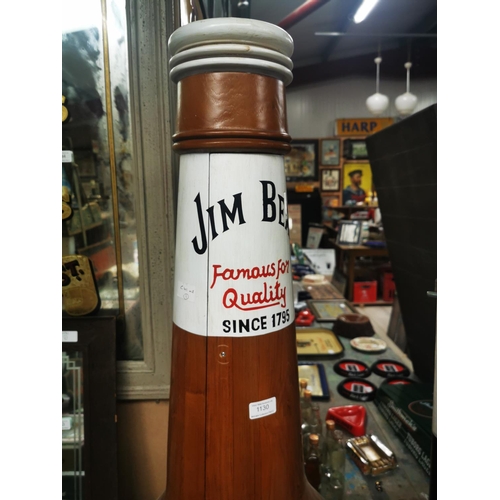 JIM BE
Famous for
Quality
SINCE 1795
1130
HARP